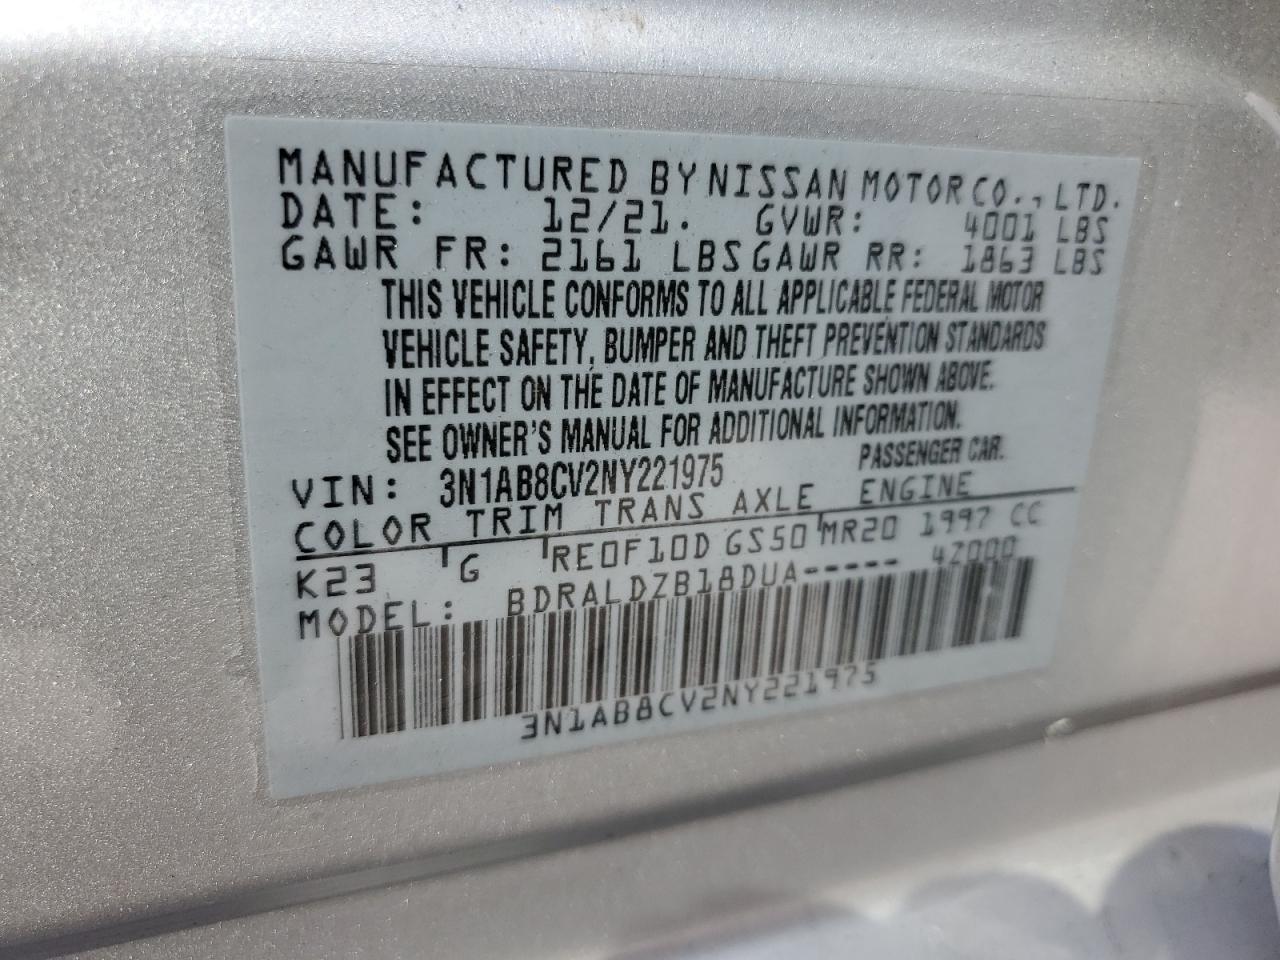 MANUFACTURED BY NISSAN MOTOR CO., LTD.
DATE: 12/21. GVWR: 4001 LBS
GAWR FR: 2161 LBS GAWR RR: 1863 LBS
THIS VEHICLE CONFORMS TO ALL APPLICABLE FEDERAL MOTOR
VEHICLE SAFETY, BUMPER AND THEFT PREVENTION STANDARDS
IN EFFECT ON THE DATE OF MANUFACTURE SHOWN ABOVE.
SEE OWNER'S MANUAL FOR ADDITIONAL INFORMATION.
VIN: 3N1AB8CV2NY221975 PASSENGER CAR.
COLOR TRIM TRANS AXLE ENGINE
K23 G RE0F10D GS50 MR20 1997 CC
MODEL: BDRALDZB18DUA----- 42000
3N1AB8CV2NY221975